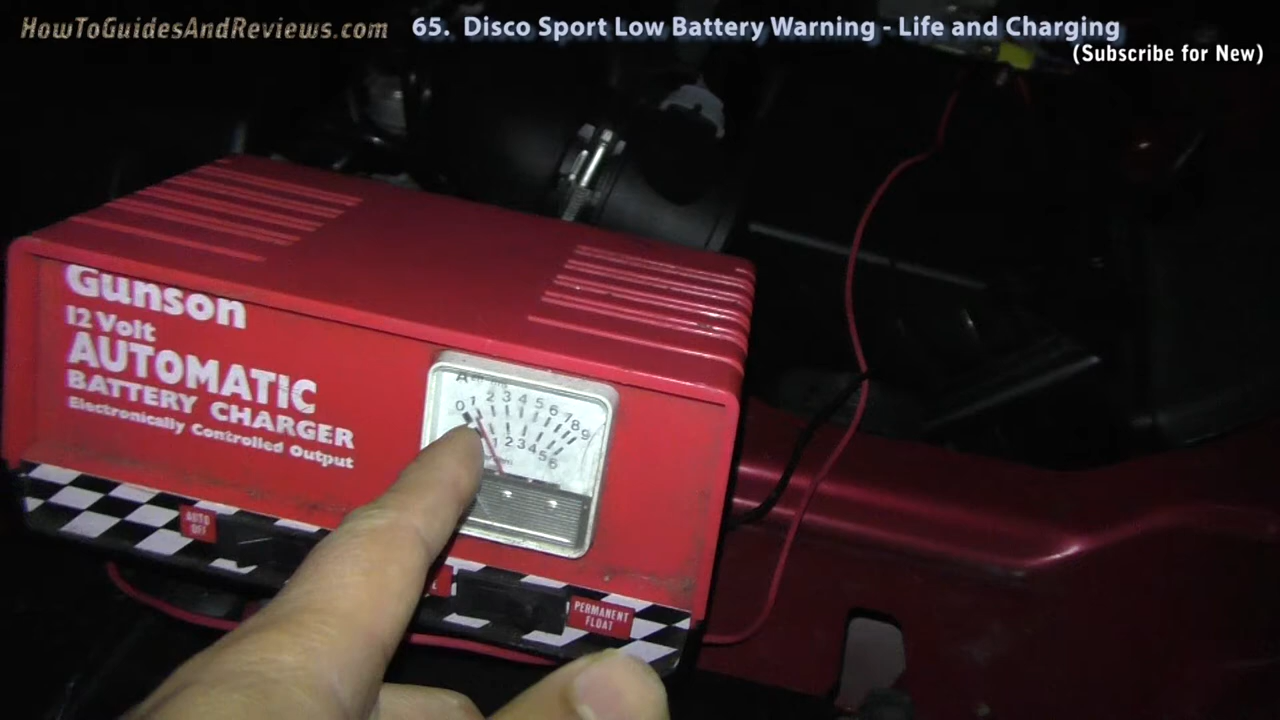 HowToGuidesAndReviews.com
65. Disco Sport Low Battery Warning - Life and Charging
(Subscribe for New)
Gunson
12 Volt
AUTOMATIC
BATTERY CHARGER
Electronically Controlled Output
0 1 2 3 4 5 6 7 8 9
1 2 3 4 5 6
AUTO
OFF
PERMANENT
FLOAT